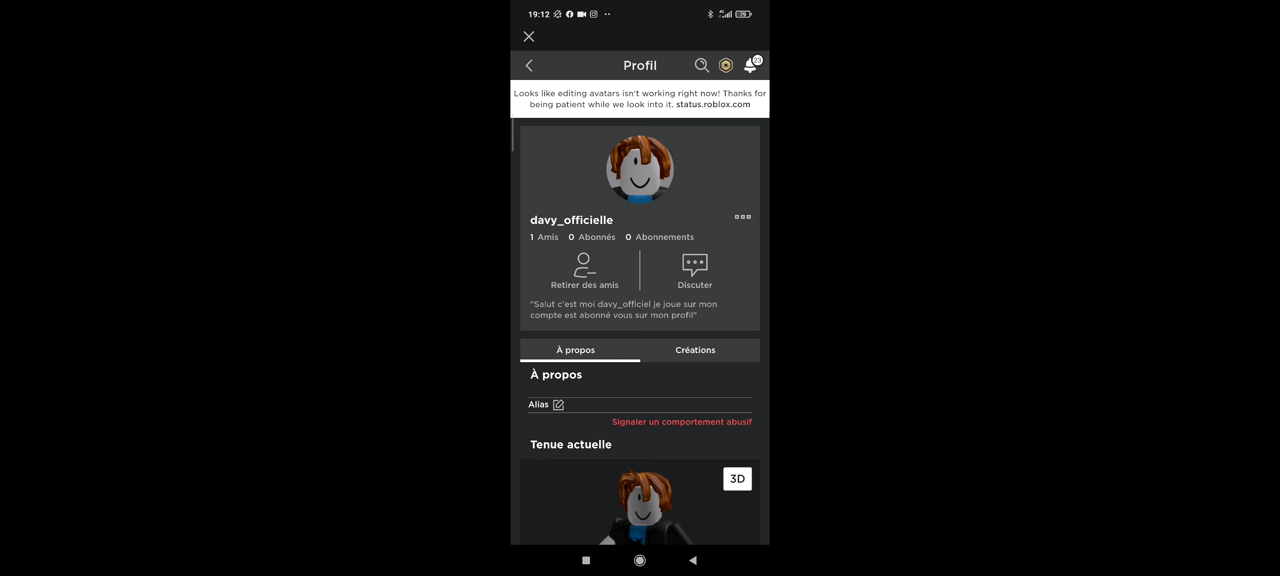 19:12
Profil
23
Looks like editing avatars isn't working right now! Thanks for
being patient while we look into it. status.roblox.com
davy_officielle
1 Amis 0 Abonnés 0 Abonnements
Retirer des amis
Discuter
"Salut c'est moi davy_officiel je joue sur mon
compte est abonné vous sur mon profil"
À propos
Créations
À propos
Alias
Signaler un comportement abusif
Tenue actuelle
3D